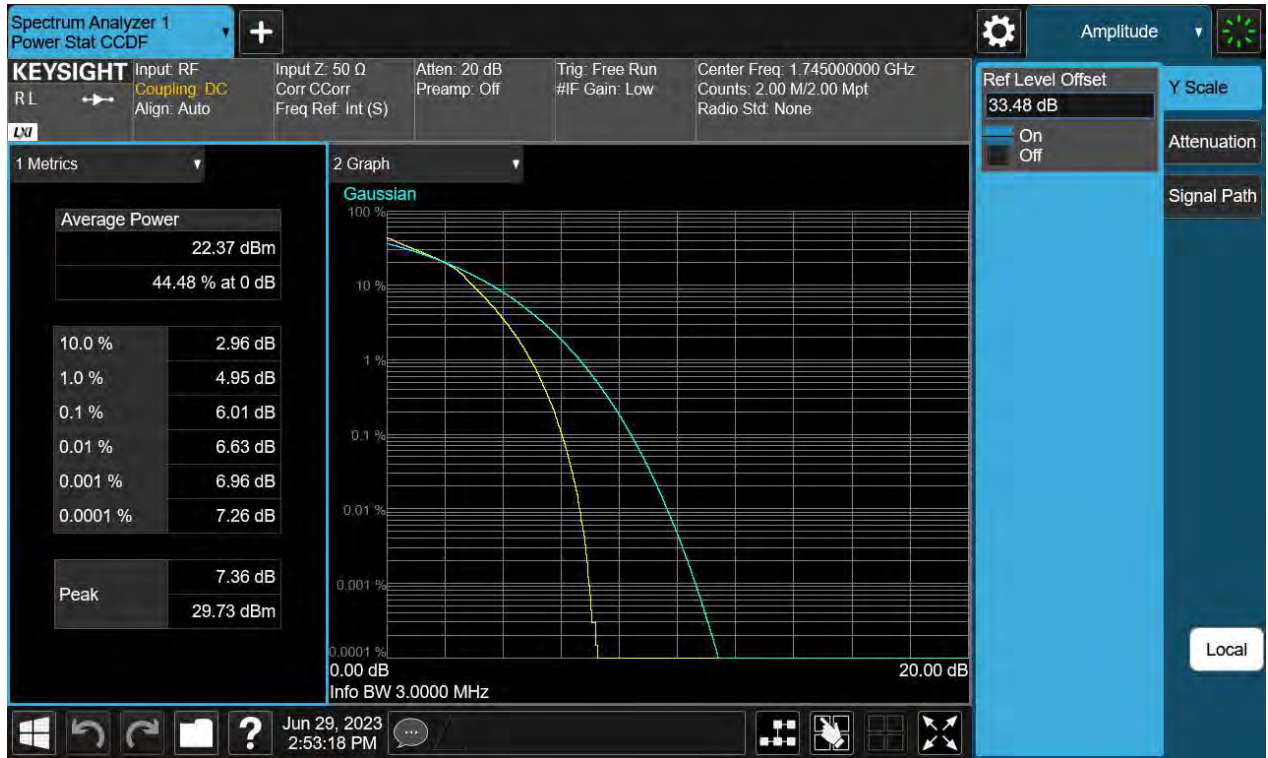 Spectrum Analyzer 1
Power Stat CCDF
+
Amplitude
KEYSIGHT
RL
LXI
Input: RF
Coupling: DC
Align: Auto
Input Z: 50 Ω
Corr CCorr
Freq Ref: Int (S)
Atten: 20 dB
Preamp: Off
Trig: Free Run
#IF Gain: Low
Center Freq: 1.745000000 GHz
Counts: 2.00 M/2.00 Mpt
Radio Std: None
Ref Level Offset
33.48 dB
On
Off
Y Scale
Attenuation
Signal Path
Local
1 Metrics
Average Power
22.37 dBm
44.48 % at 0 dB
10.0 % 2.96 dB
1.0 % 4.95 dB
0.1 % 6.01 dB
0.01 % 6.63 dB
0.001 % 6.96 dB
0.0001 % 7.26 dB
Peak
7.36 dB
29.73 dBm
2 Graph
Gaussian
100 %
10 %
1 %
0.1 %
0.01 %
0.001 %
0.0001 %
0.00 dB 20.00 dB
Info BW 3.0000 MHz
?
Jun 29, 2023
2:53:18 PM